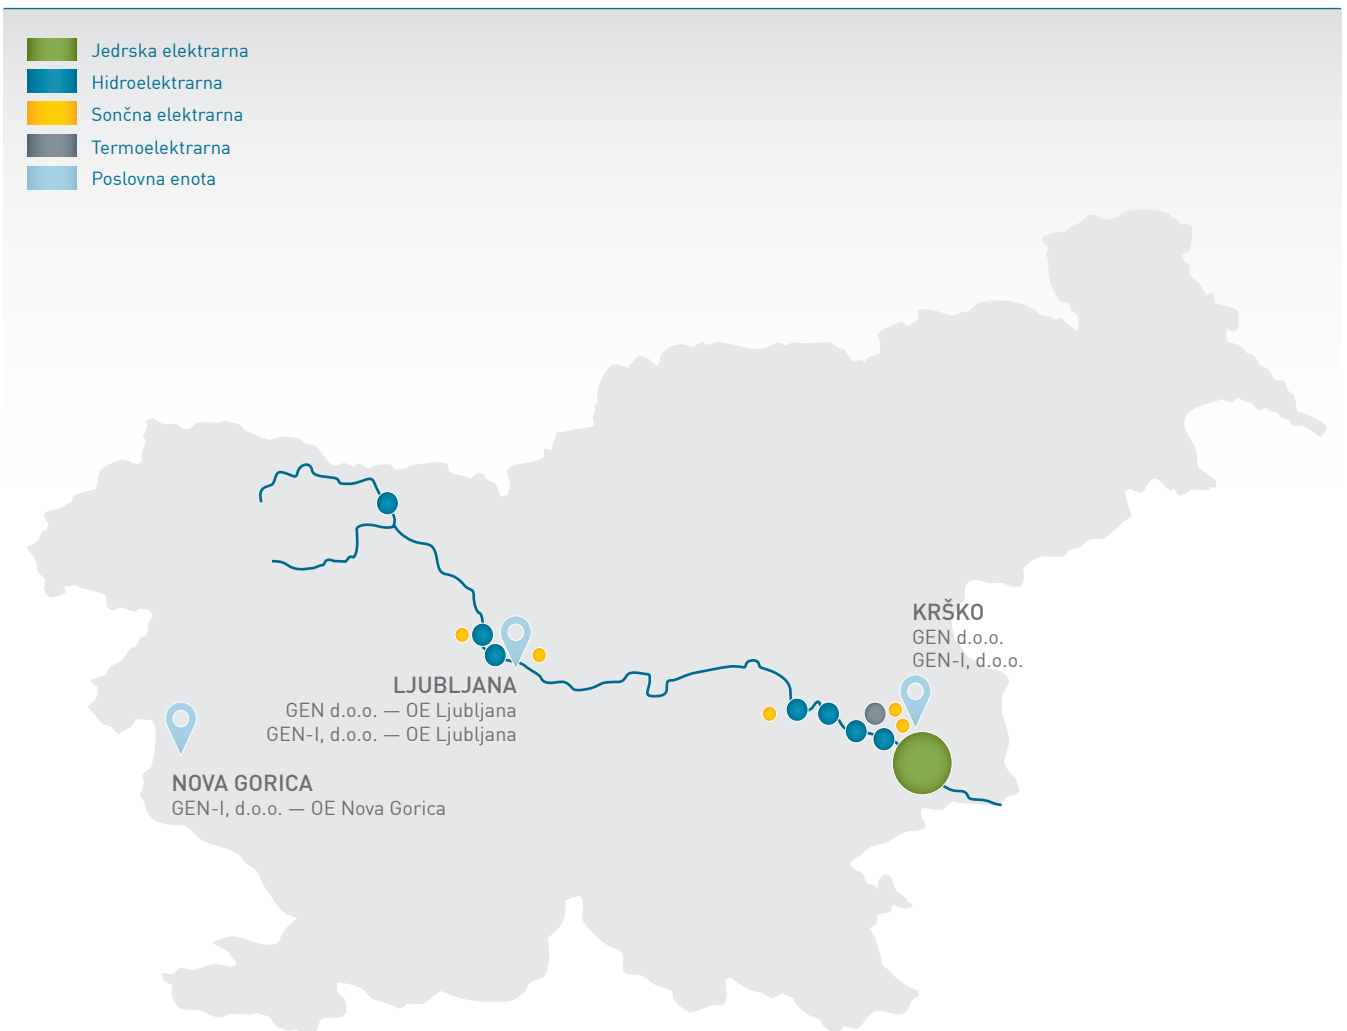 Jedrska elektrarna
Hidroelektrarna
Sončna elektrarna
Termoelektrarna
Poslovna enota
KRŠKO
GEN d.o.o.
GEN-I, d.o.o.
LJUBLJANA
GEN d.o.o. — OE Ljubljana
GEN-I, d.o.o. — OE Ljubljana
NOVA GORICA
GEN-I, d.o.o. — OE Nova Gorica